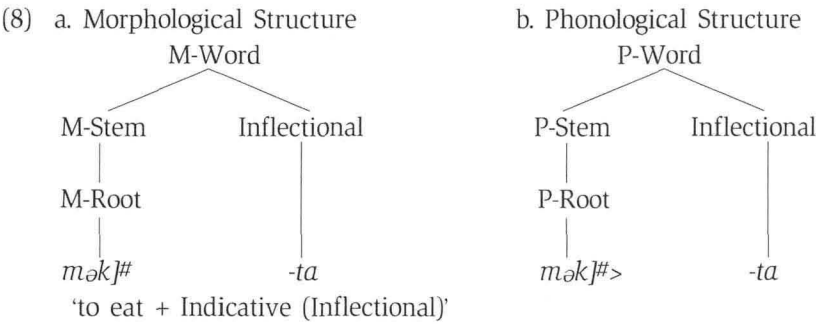 (8) a. Morphological Structure b. Phonological Structure
M-Word P-Word
M-Stem Inflectional P-Stem Inflectional
M-Root P-Root
mək]# -ta mək]#> -ta
‘to eat + Indicative (Inflectional)’